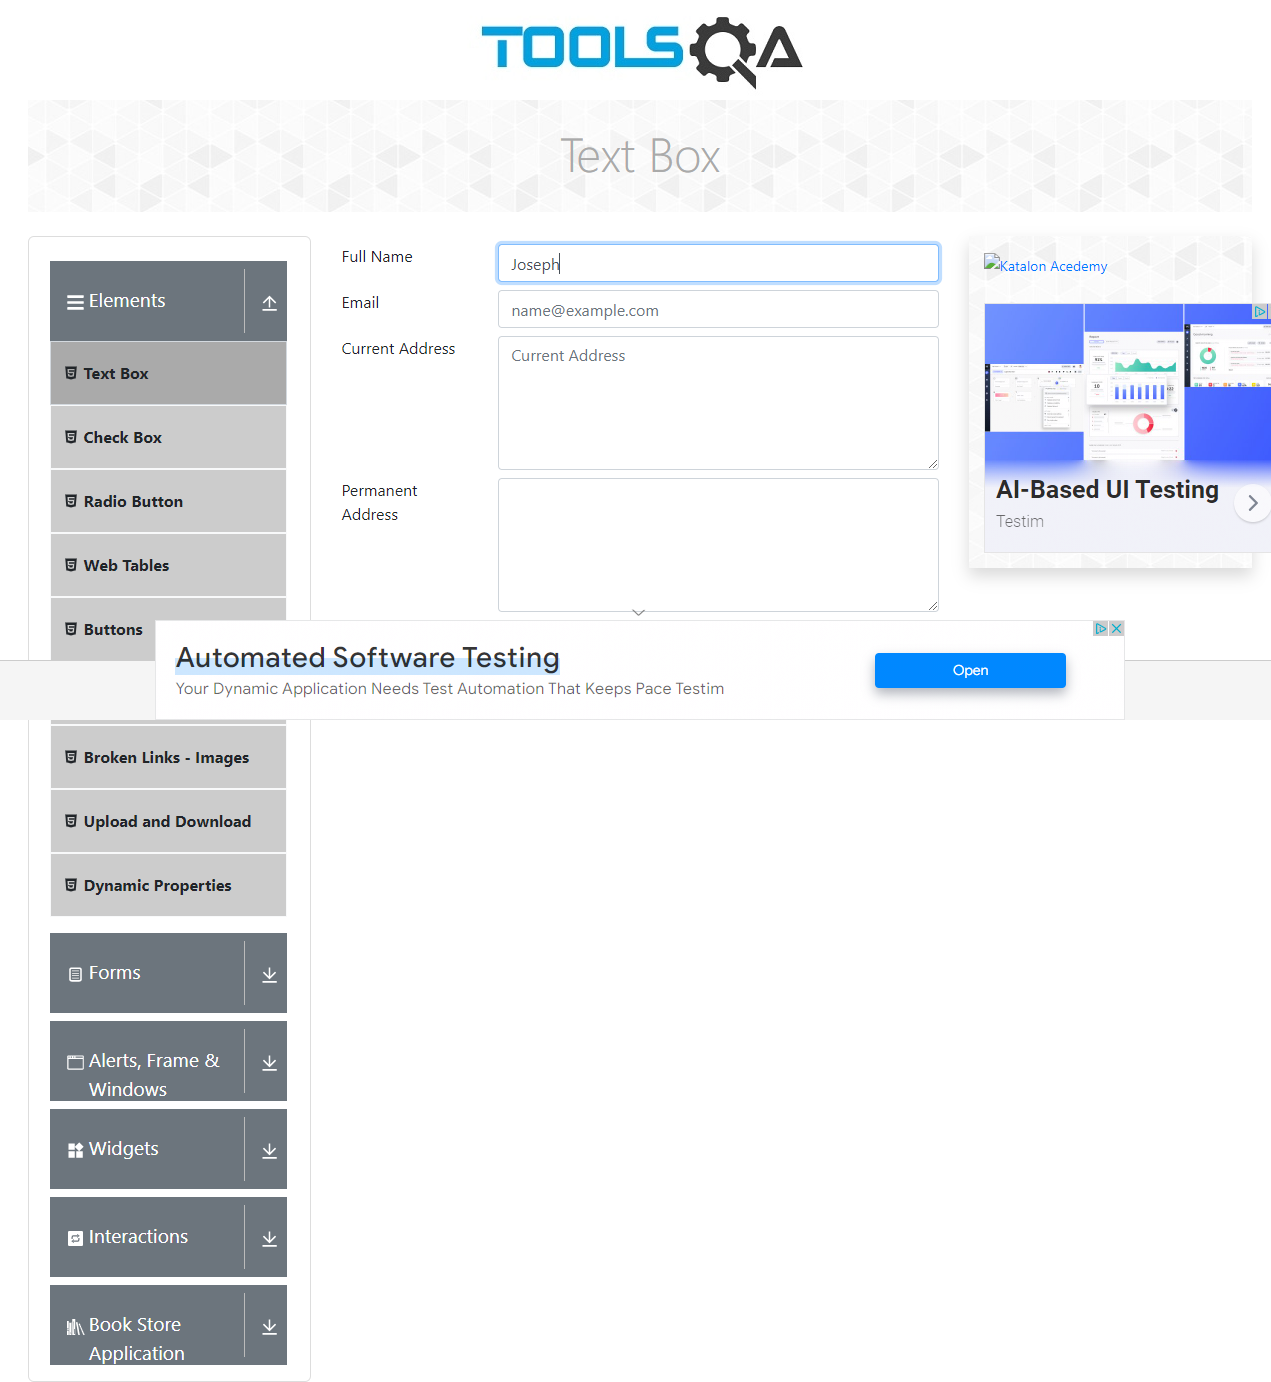 TOOLSQA
Text Box
Elements
Text Box
Check Box
Radio Button
Web Tables
Buttons
Broken Links - Images
Upload and Download
Dynamic Properties
Forms
Alerts, Frame &
Windows
Widgets
Interactions
Book Store
Application
Full Name
Joseph
Email
name@example.com
Current Address
Current Address
Permanent
Address
Katalon Acedemy
AI-Based UI Testing
Testim
Automated Software Testing
Your Dynamic Application Needs Test Automation That Keeps Pace Testim
Open